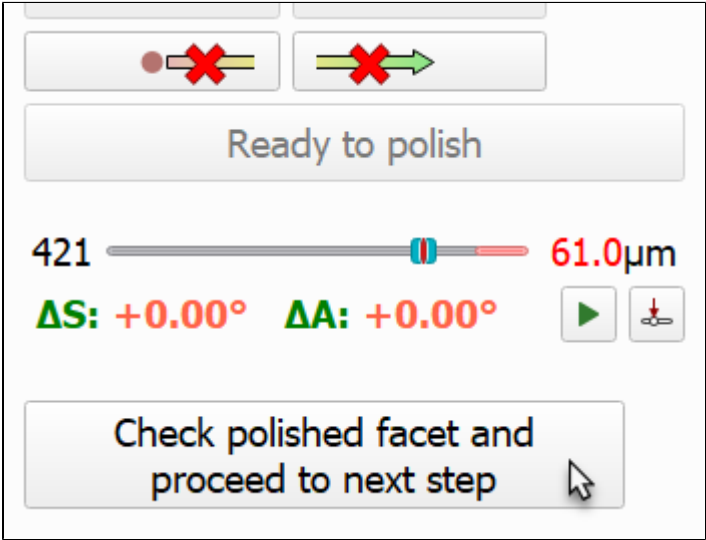 Ready to polish
421 61.0µm
ΔS: +0.00° ΔA: +0.00°
Check polished facet and
proceed to next step